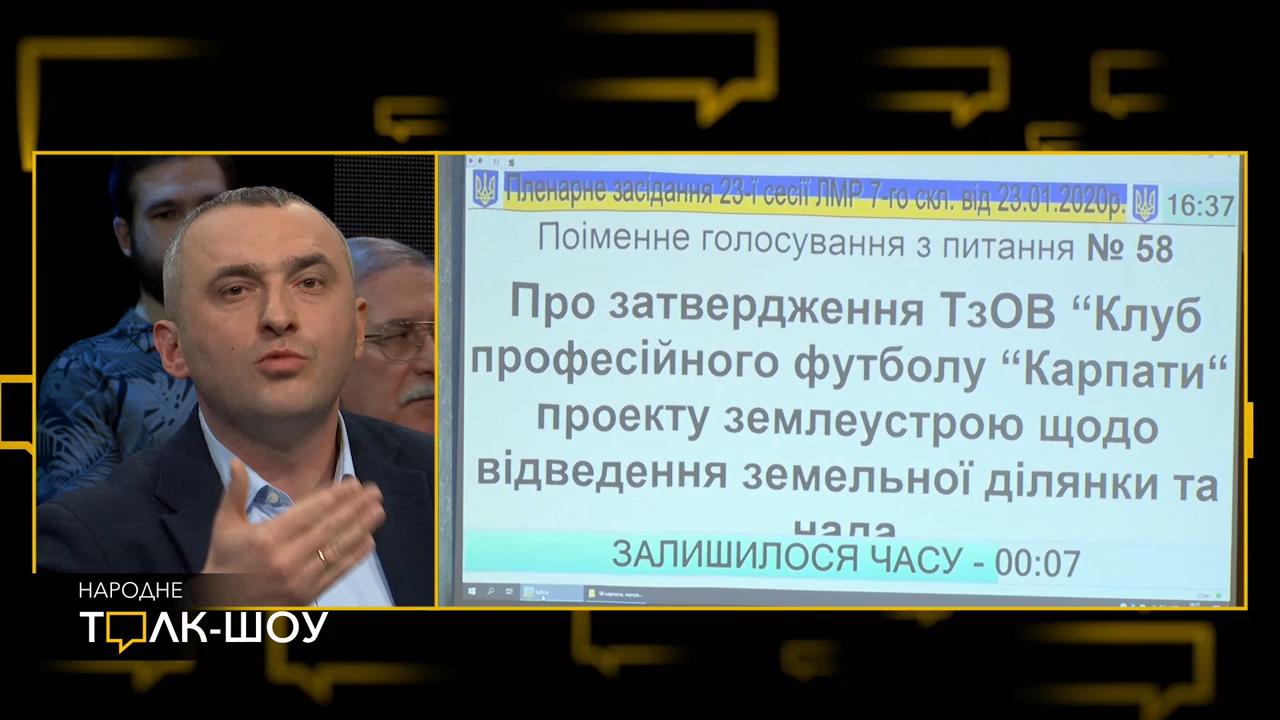 Пленарне засідання 23-ї сесії ЛМР 7-го скл. від 23.01.2020р.
16:37
Поіменне голосування з питання № 58
Про затвердження ТзОВ “Клуб
професійного футболу “Карпати“
проекту землеустрою щодо
відведення земельної ділянки та
нада
ЗАЛИШИЛОСЯ ЧАСУ - 00:07
НАРОДНЕ
ТОЛК-ШОУ